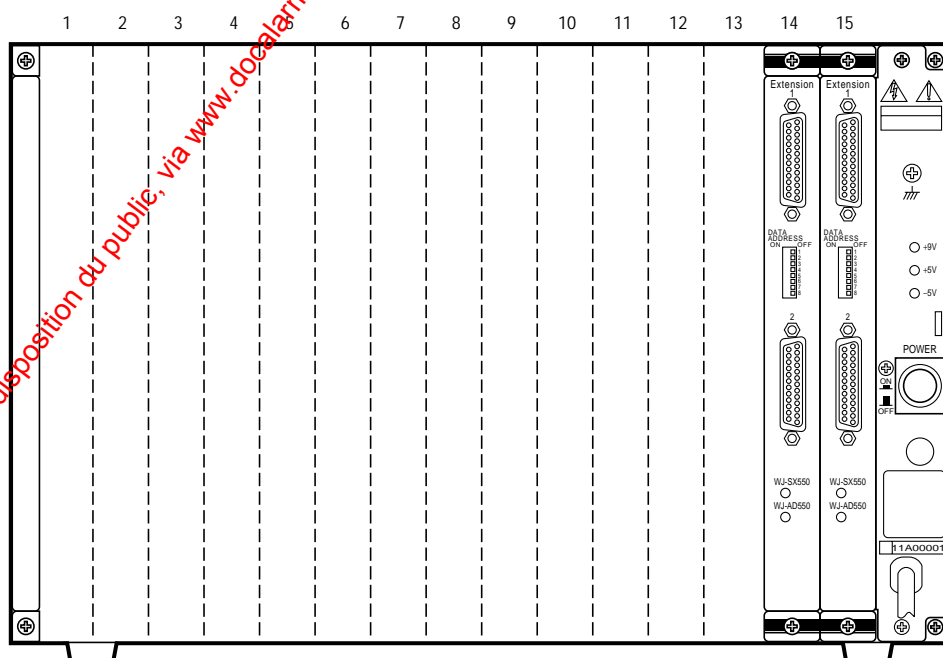 1 2 3 4 5 6 7 8 9 10 11 12 13 14 15
disposition du public, via www.docalarm
Extension
1
DATA
ADDRESS
ON OFF
1
2
3
4
5
6
7
8
2
WJ-SX550
WJ-AD550
Extension
1
DATA
ADDRESS
ON OFF
1
2
3
4
5
6
7
8
2
WJ-SX550
WJ-AD550
+9V
+5V
−5V
POWER
ON
OFF
11A00001